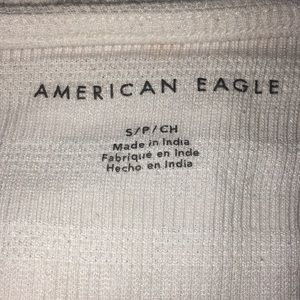 AMERICAN EAGLE
S/P/CH
Made in India
Fabriqué en Inde
Hecho en India